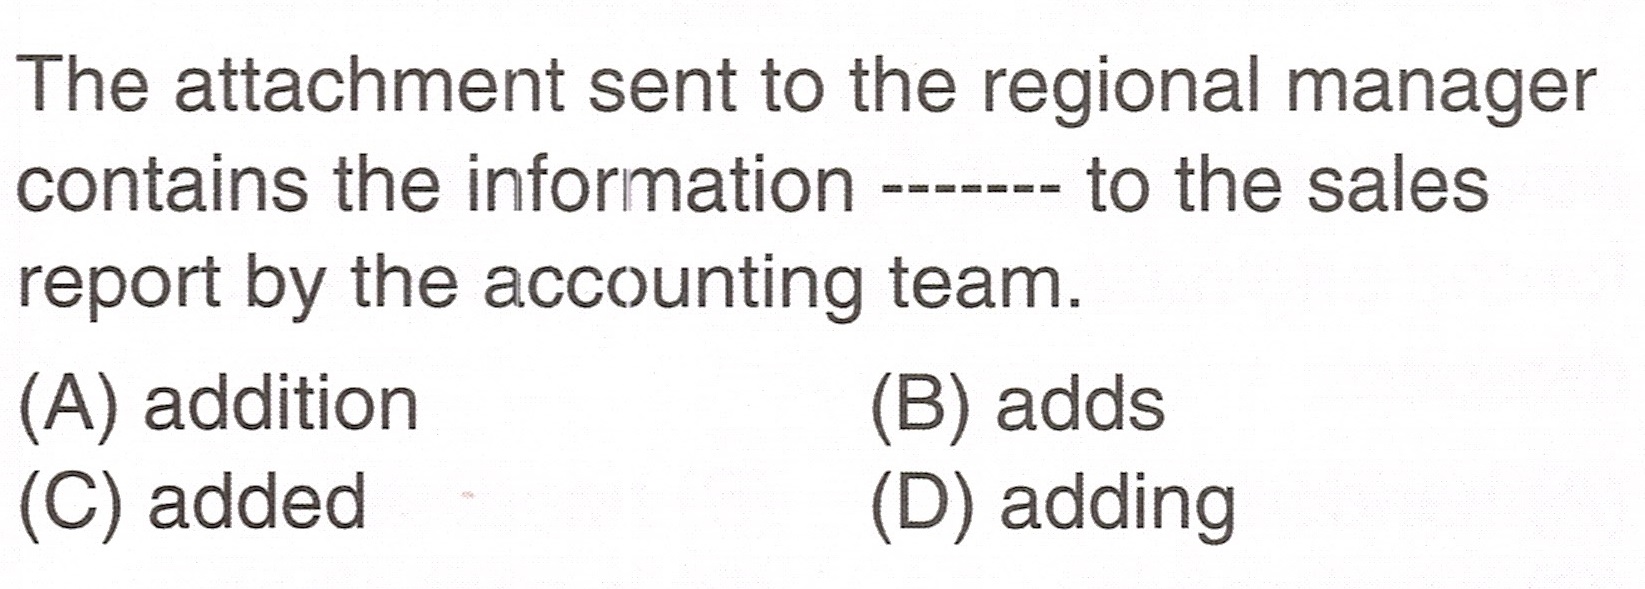 The attachment sent to the regional manager
contains the information ------- to the sales
report by the accounting team.
(A) addition (B) adds
(C) added (D) adding